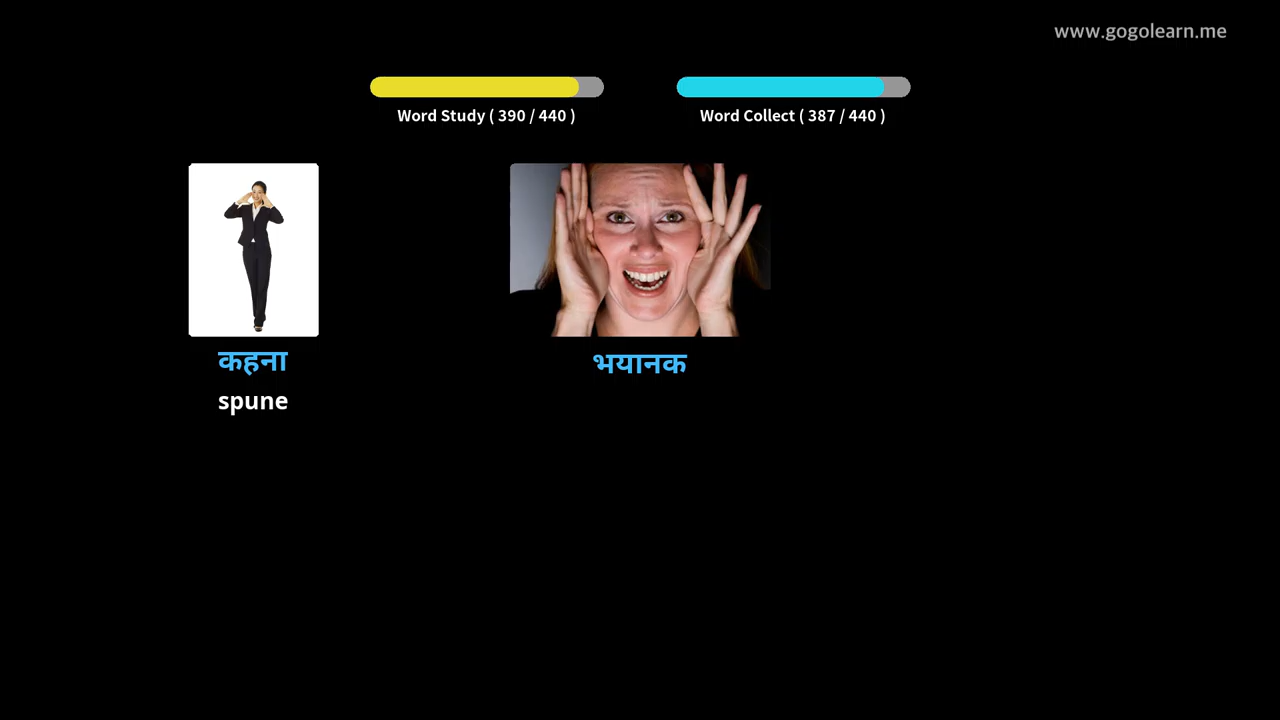 www.gogolearn.me
Word Study ( 390 / 440 )
Word Collect ( 387 / 440 )
कहना
spune
भयानक